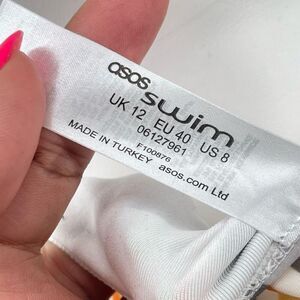 asos swim
UK 12 EU 40 US 8
06127961
F100876
MADE IN TURKEY asos.com Ltd